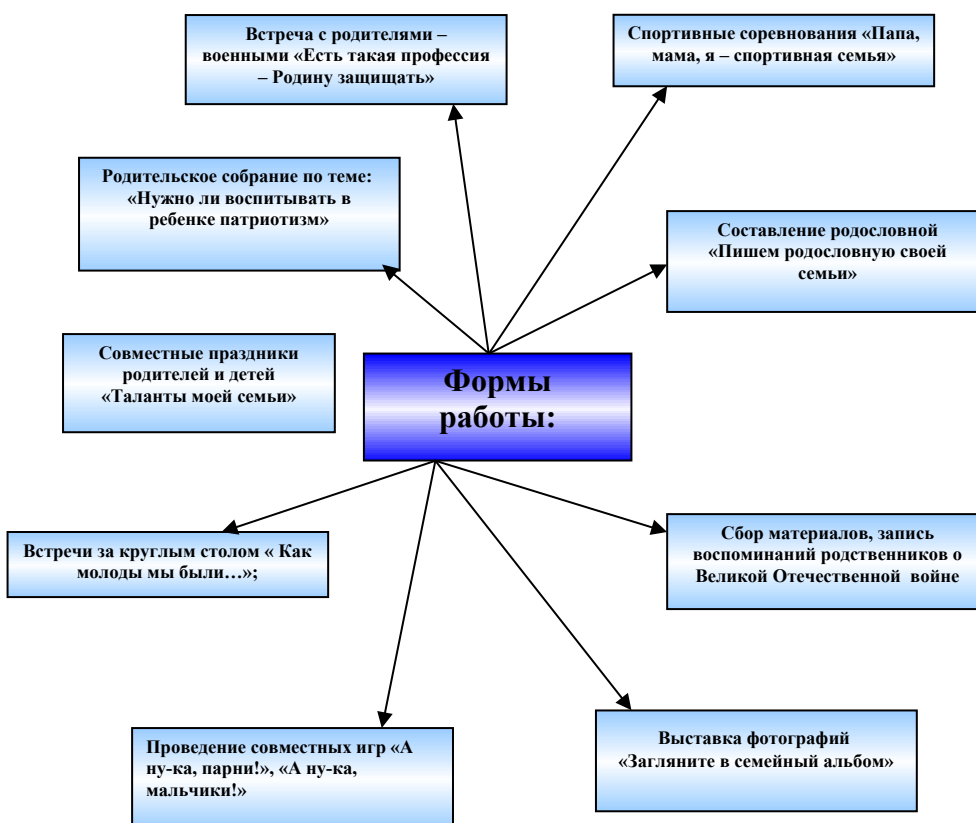 Встреча с родителями –
военными «Есть такая профессия
– Родину защищать»
Спортивные соревнования «Папа,
мама, я – спортивная семья»
Родительское собрание по теме:
«Нужно ли воспитывать в
ребенке патриотизм»
Составление родословной
«Пишем родословную своей
семьи»
Совместные праздники
родителей и детей
«Таланты моей семьи»
Формы
работы:
Встречи за круглым столом « Как
молоды мы были…»;
Сбор материалов, запись
воспоминаний родственников о
Великой Отечественной войне
Проведение совместных игр «А
ну-ка, парни!», «А ну-ка,
мальчики!»
Выставка фотографий
«Загляните в семейный альбом»